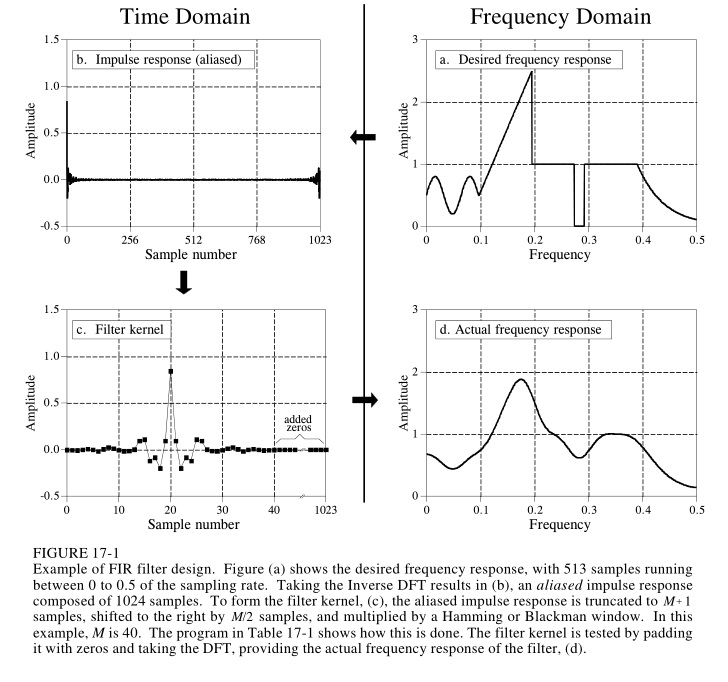 Time Domain
Frequency Domain
1.5
1.0
0.5
0.0
-0.5
b. Impulse response (aliased)
Amplitude
0
256
512
768
1023
Sample number
3
2
1
0
a. Desired frequency response
Amplitude
0
0.1
0.2
0.3
0.4
0.5
Frequency
1.5
1.0
0.5
0.0
-0.5
c. Filter kernel
added
zeros
Amplitude
0
10
20
30
40
1023
Sample number
3
2
1
0
d. Actual frequency response
Amplitude
0
0.1
0.2
0.3
0.4
0.5
Frequency
FIGURE 17-1
Example of FIR filter design. Figure (a) shows the desired frequency response, with 513 samples running
between 0 to 0.5 of the sampling rate. Taking the Inverse DFT results in (b), an aliased impulse response
composed of 1024 samples. To form the filter kernel, (c), the aliased impulse response is truncated to M+1
samples, shifted to the right by M/2 samples, and multiplied by a Hamming or Blackman window. In this
example, M is 40. The program in Table 17-1 shows how this is done. The filter kernel is tested by padding
it with zeros and taking the DFT, providing the actual frequency response of the filter, (d).